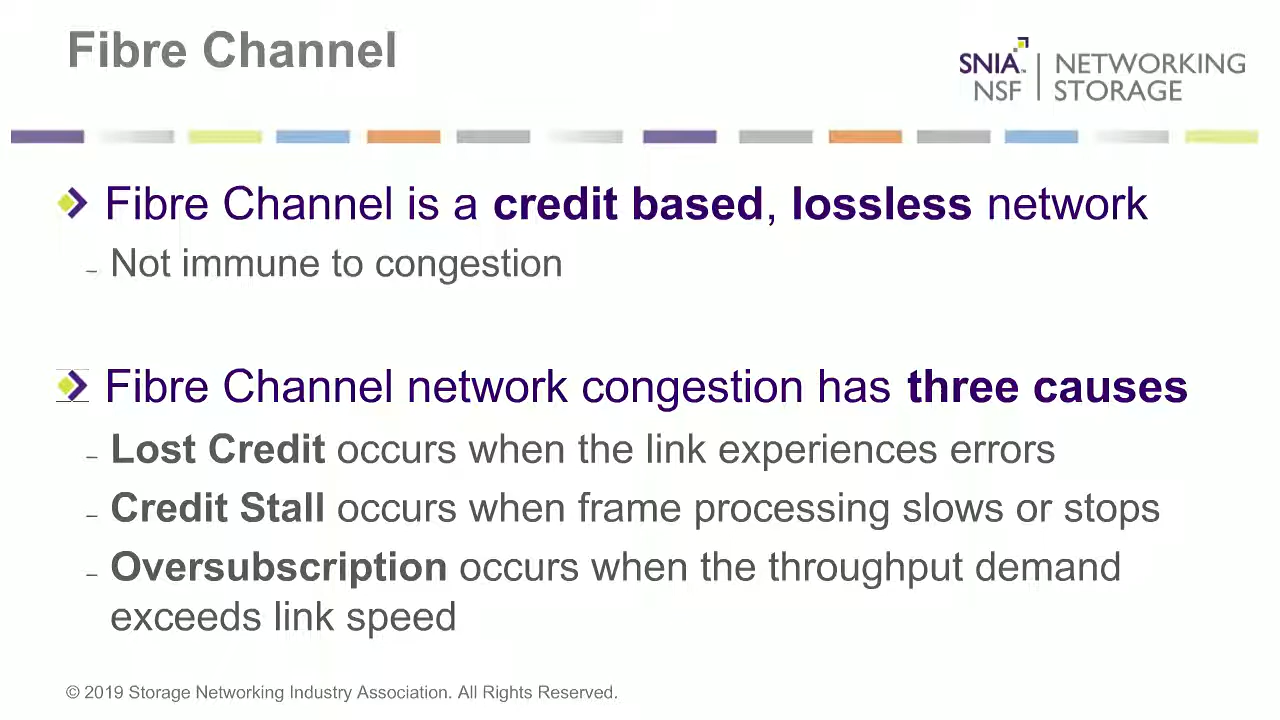 Fibre Channel
SNIA™ NSF | NETWORKING STORAGE
Fibre Channel is a credit based, lossless network
– Not immune to congestion
Fibre Channel network congestion has three causes
– Lost Credit occurs when the link experiences errors
– Credit Stall occurs when frame processing slows or stops
– Oversubscription occurs when the throughput demand
exceeds link speed
© 2019 Storage Networking Industry Association. All Rights Reserved.